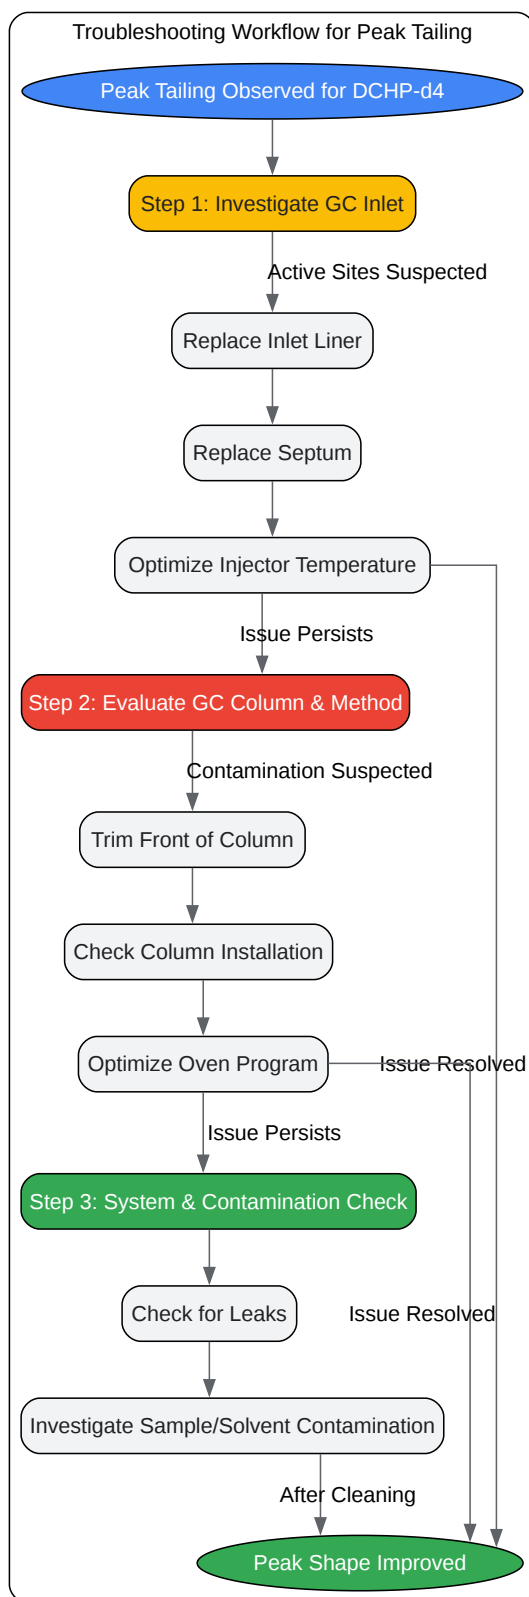 Troubleshooting Workflow for Peak Tailing
Peak Tailing Observed for DCHP-d4
Step 1: Investigate GC Inlet
Active Sites Suspected
Replace Inlet Liner
Replace Septum
Optimize Injector Temperature
Issue Persists
Step 2: Evaluate GC Column & Method
Contamination Suspected
Trim Front of Column
Check Column Installation
Optimize Oven Program
Issue Resolved
Issue Persists
Step 3: System & Contamination Check
Check for Leaks
Issue Resolved
Investigate Sample/Solvent Contamination
After Cleaning
Peak Shape Improved